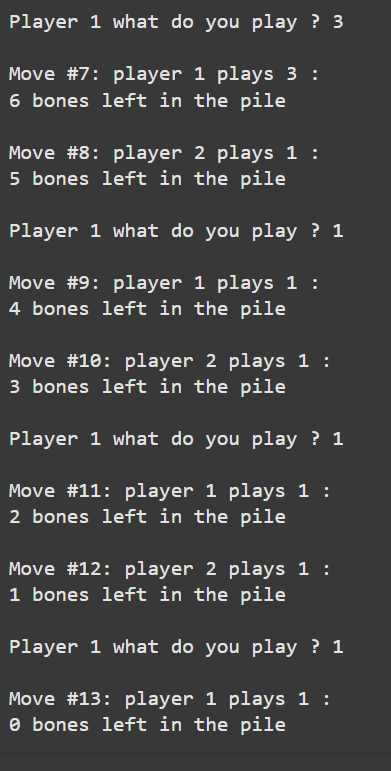 Player 1 what do you play ? 3
Move #7: player 1 plays 3 :
6 bones left in the pile
Move #8: player 2 plays 1 :
5 bones left in the pile
Player 1 what do you play ? 1
Move #9: player 1 plays 1 :
4 bones left in the pile
Move #10: player 2 plays 1 :
3 bones left in the pile
Player 1 what do you play ? 1
Move #11: player 1 plays 1 :
2 bones left in the pile
Move #12: player 2 plays 1 :
1 bones left in the pile
Player 1 what do you play ? 1
Move #13: player 1 plays 1 :
0 bones left in the pile